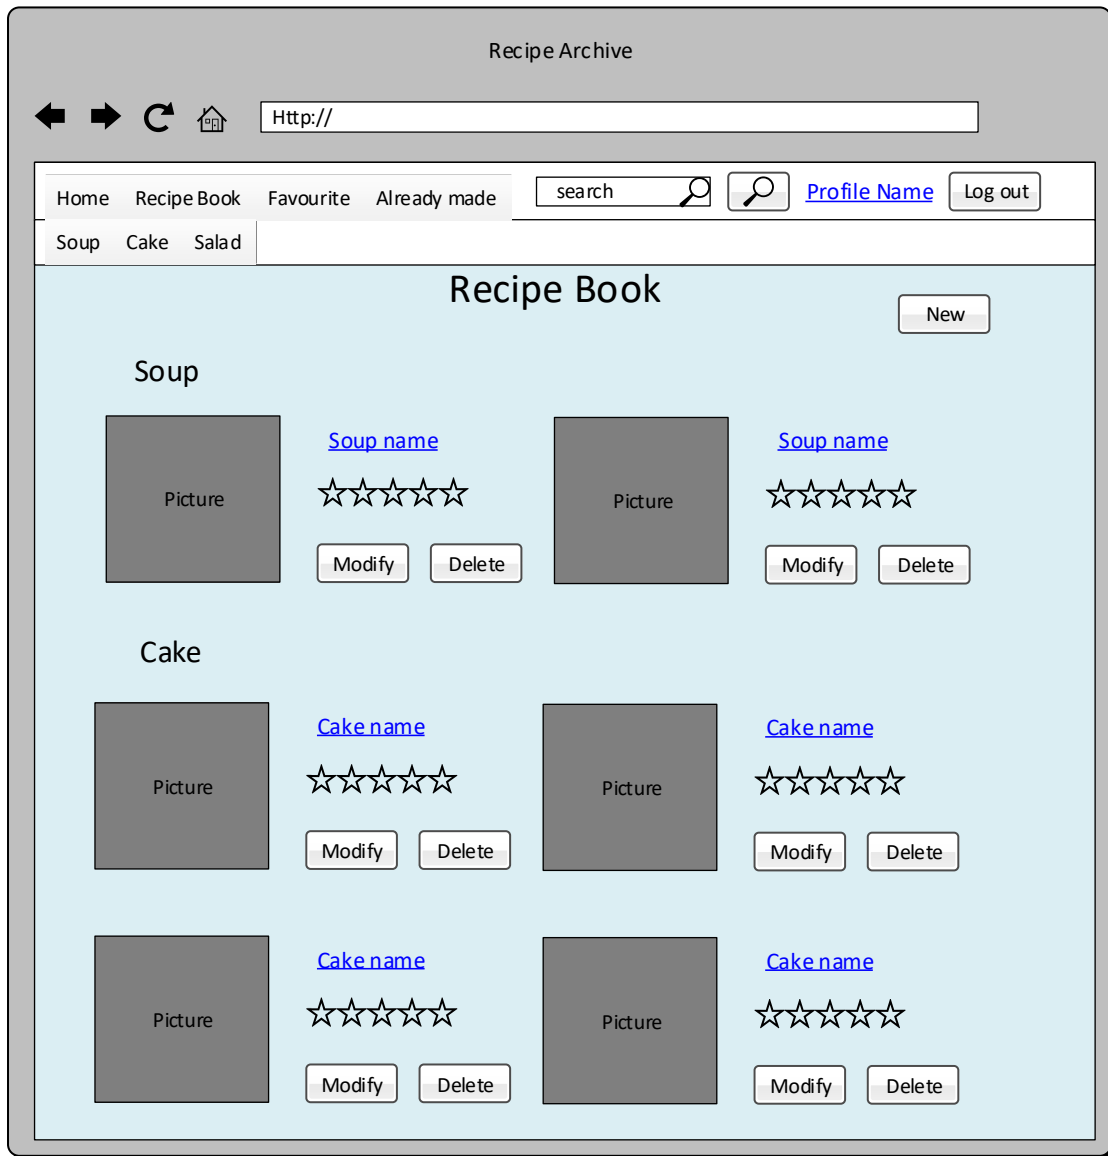 Recipe Archive
Http://
Home Recipe Book Favourite Already made search Profile Name Log out
Soup Cake Salad
Recipe Book
New
Soup
Picture Soup name Picture Soup name
Modify Delete Modify Delete
Cake
Picture Cake name Picture Cake name
Modify Delete Modify Delete
Picture Cake name Picture Cake name
Modify Delete Modify Delete